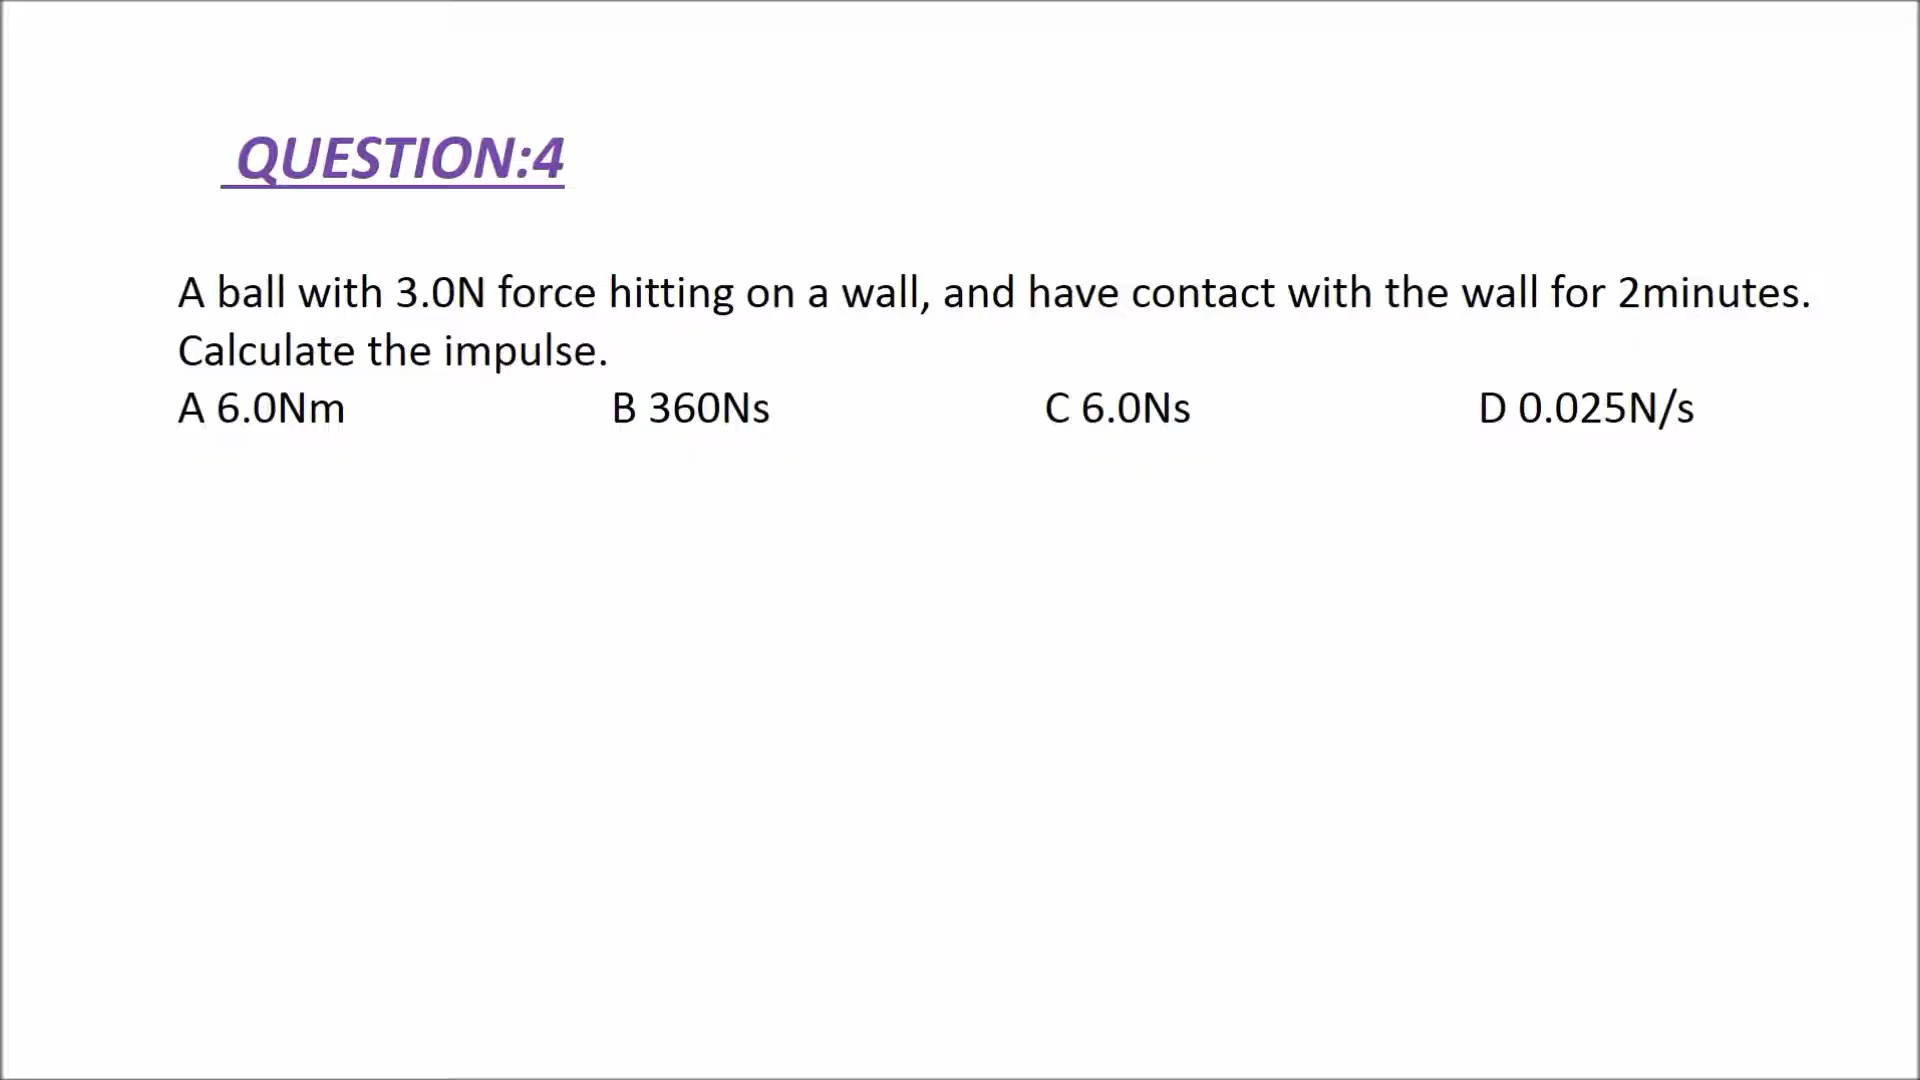 QUESTION:4
A ball with 3.0N force hitting on a wall, and have contact with the wall for 2minutes.
Calculate the impulse.
A 6.0Nm B 360Ns C 6.0Ns D 0.025N/s